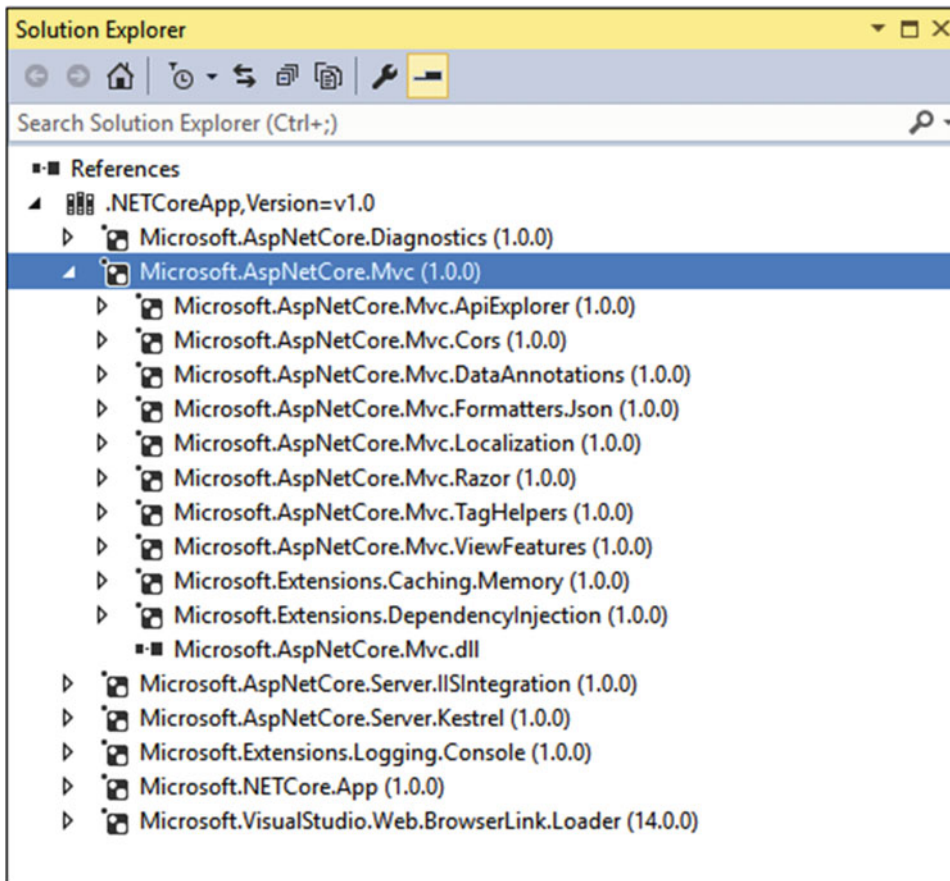 Solution Explorer
Search Solution Explorer (Ctrl+;)
References
.NETCoreApp,Version=v1.0
Microsoft.AspNetCore.Diagnostics (1.0.0)
Microsoft.AspNetCore.Mvc (1.0.0)
Microsoft.AspNetCore.Mvc.ApiExplorer (1.0.0)
Microsoft.AspNetCore.Mvc.Cors (1.0.0)
Microsoft.AspNetCore.Mvc.DataAnnotations (1.0.0)
Microsoft.AspNetCore.Mvc.Formatters.Json (1.0.0)
Microsoft.AspNetCore.Mvc.Localization (1.0.0)
Microsoft.AspNetCore.Mvc.Razor (1.0.0)
Microsoft.AspNetCore.Mvc.TagHelpers (1.0.0)
Microsoft.AspNetCore.Mvc.ViewFeatures (1.0.0)
Microsoft.Extensions.Caching.Memory (1.0.0)
Microsoft.Extensions.DependencyInjection (1.0.0)
Microsoft.AspNetCore.Mvc.dll
Microsoft.AspNetCore.Server.IISIntegration (1.0.0)
Microsoft.AspNetCore.Server.Kestrel (1.0.0)
Microsoft.Extensions.Logging.Console (1.0.0)
Microsoft.NETCore.App (1.0.0)
Microsoft.VisualStudio.Web.BrowserLink.Loader (14.0.0)